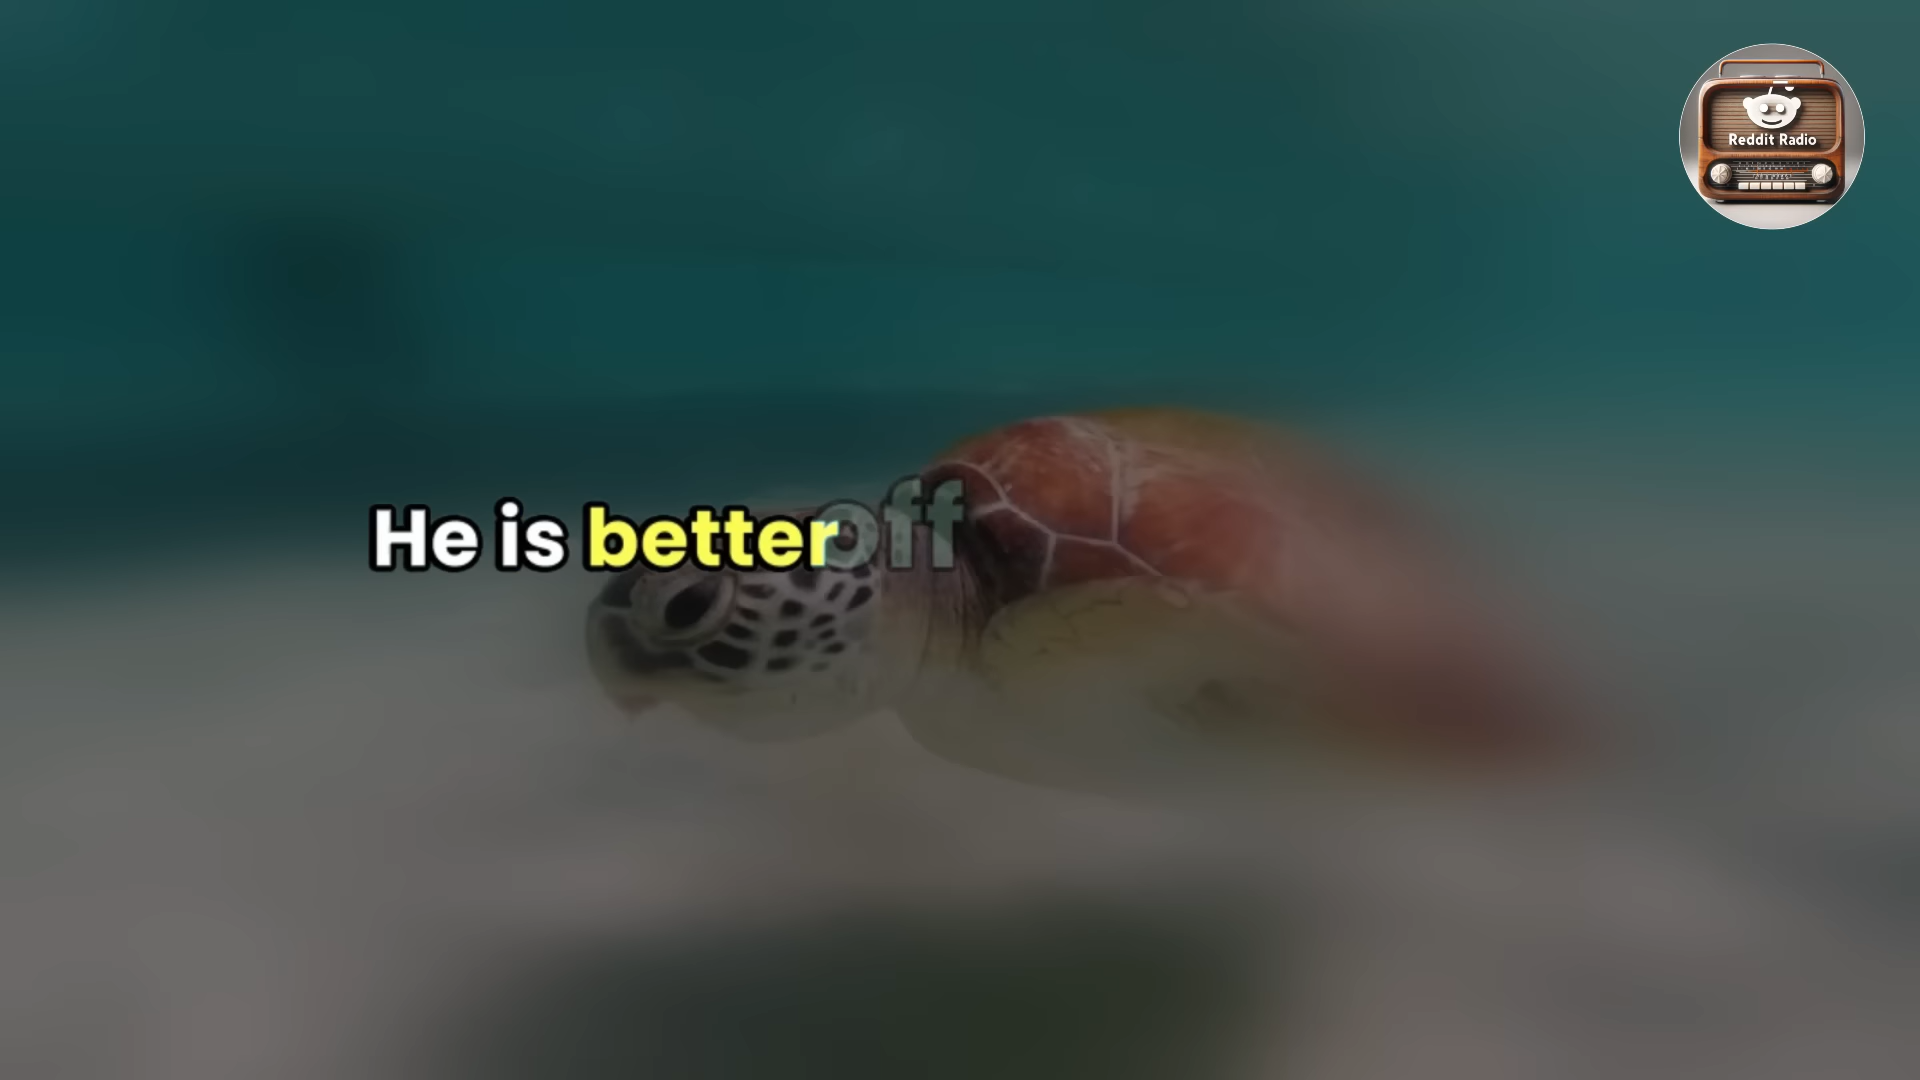 Reddit Radio
He is better off